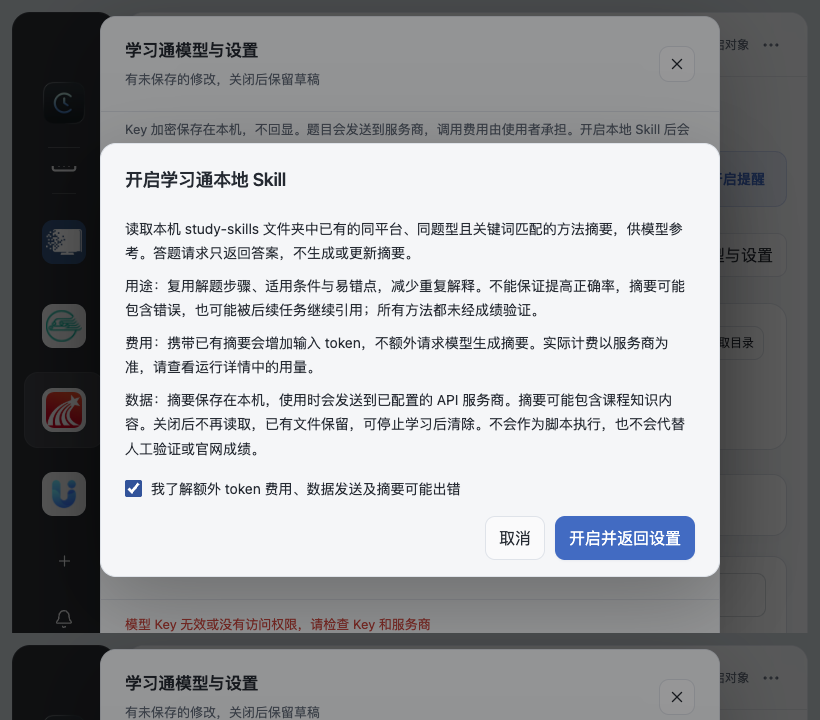 学习通模型与设置
有未保存的修改，关闭后保留草稿
Key 加密保存在本机，不回显。题目会发送到服务商，调用费用由使用者承担。开启本地 Skill 后会
开启学习通本地 Skill
读取本机 study-skills 文件夹中已有的同平台、同题型且关键词匹配的方法摘要，供模型参
考。答题请求只返回答案，不生成或更新摘要。
用途：复用解题步骤、适用条件与易错点，减少重复解释。不能保证提高正确率，摘要可能
包含错误，也可能被后续任务继续引用；所有方法都未经成绩验证。
费用：携带已有摘要会增加输入 token，不额外请求模型生成摘要。实际计费以服务商为
准，请查看运行详情中的用量。
数据：摘要保存在本机，使用时会发送到已配置的 API 服务商。摘要可能包含课程知识内
容。关闭后不再读取，已有文件保留，可停止学习后清除。不会作为脚本执行，也不会代替
人工验证或官网成绩。
我了解额外 token 费用、数据发送及摘要可能出错
取消
开启并返回设置
对象
启提醒
型与设置
取目录
模型 Key 无效或没有访问权限，请检查 Key 和服务商
学习通模型与设置
有未保存的修改，关闭后保留草稿
对象